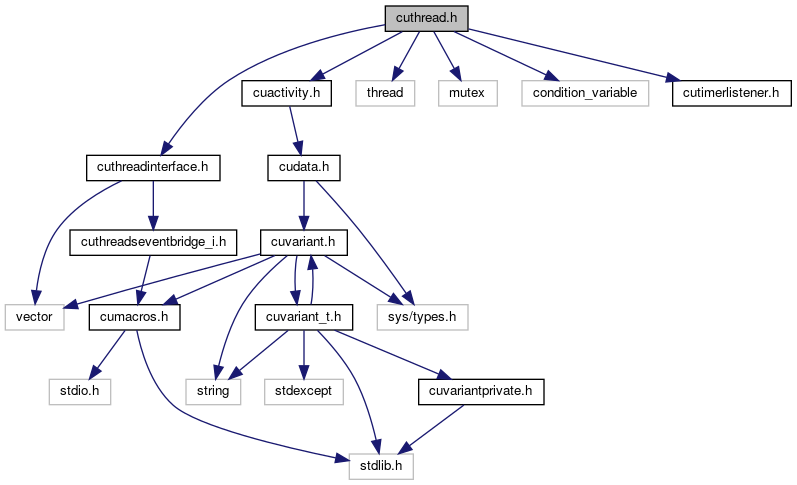 cuthread.h
cuactivity.h
thread
mutex
condition_variable
cutimerlistener.h
cuthreadinterface.h
cudata.h
cuthreadseventbridge_i.h
cuvariant.h
vector
cumacros.h
cuvariant_t.h
sys/types.h
stdio.h
string
stdexcept
cuvariantprivate.h
stdlib.h